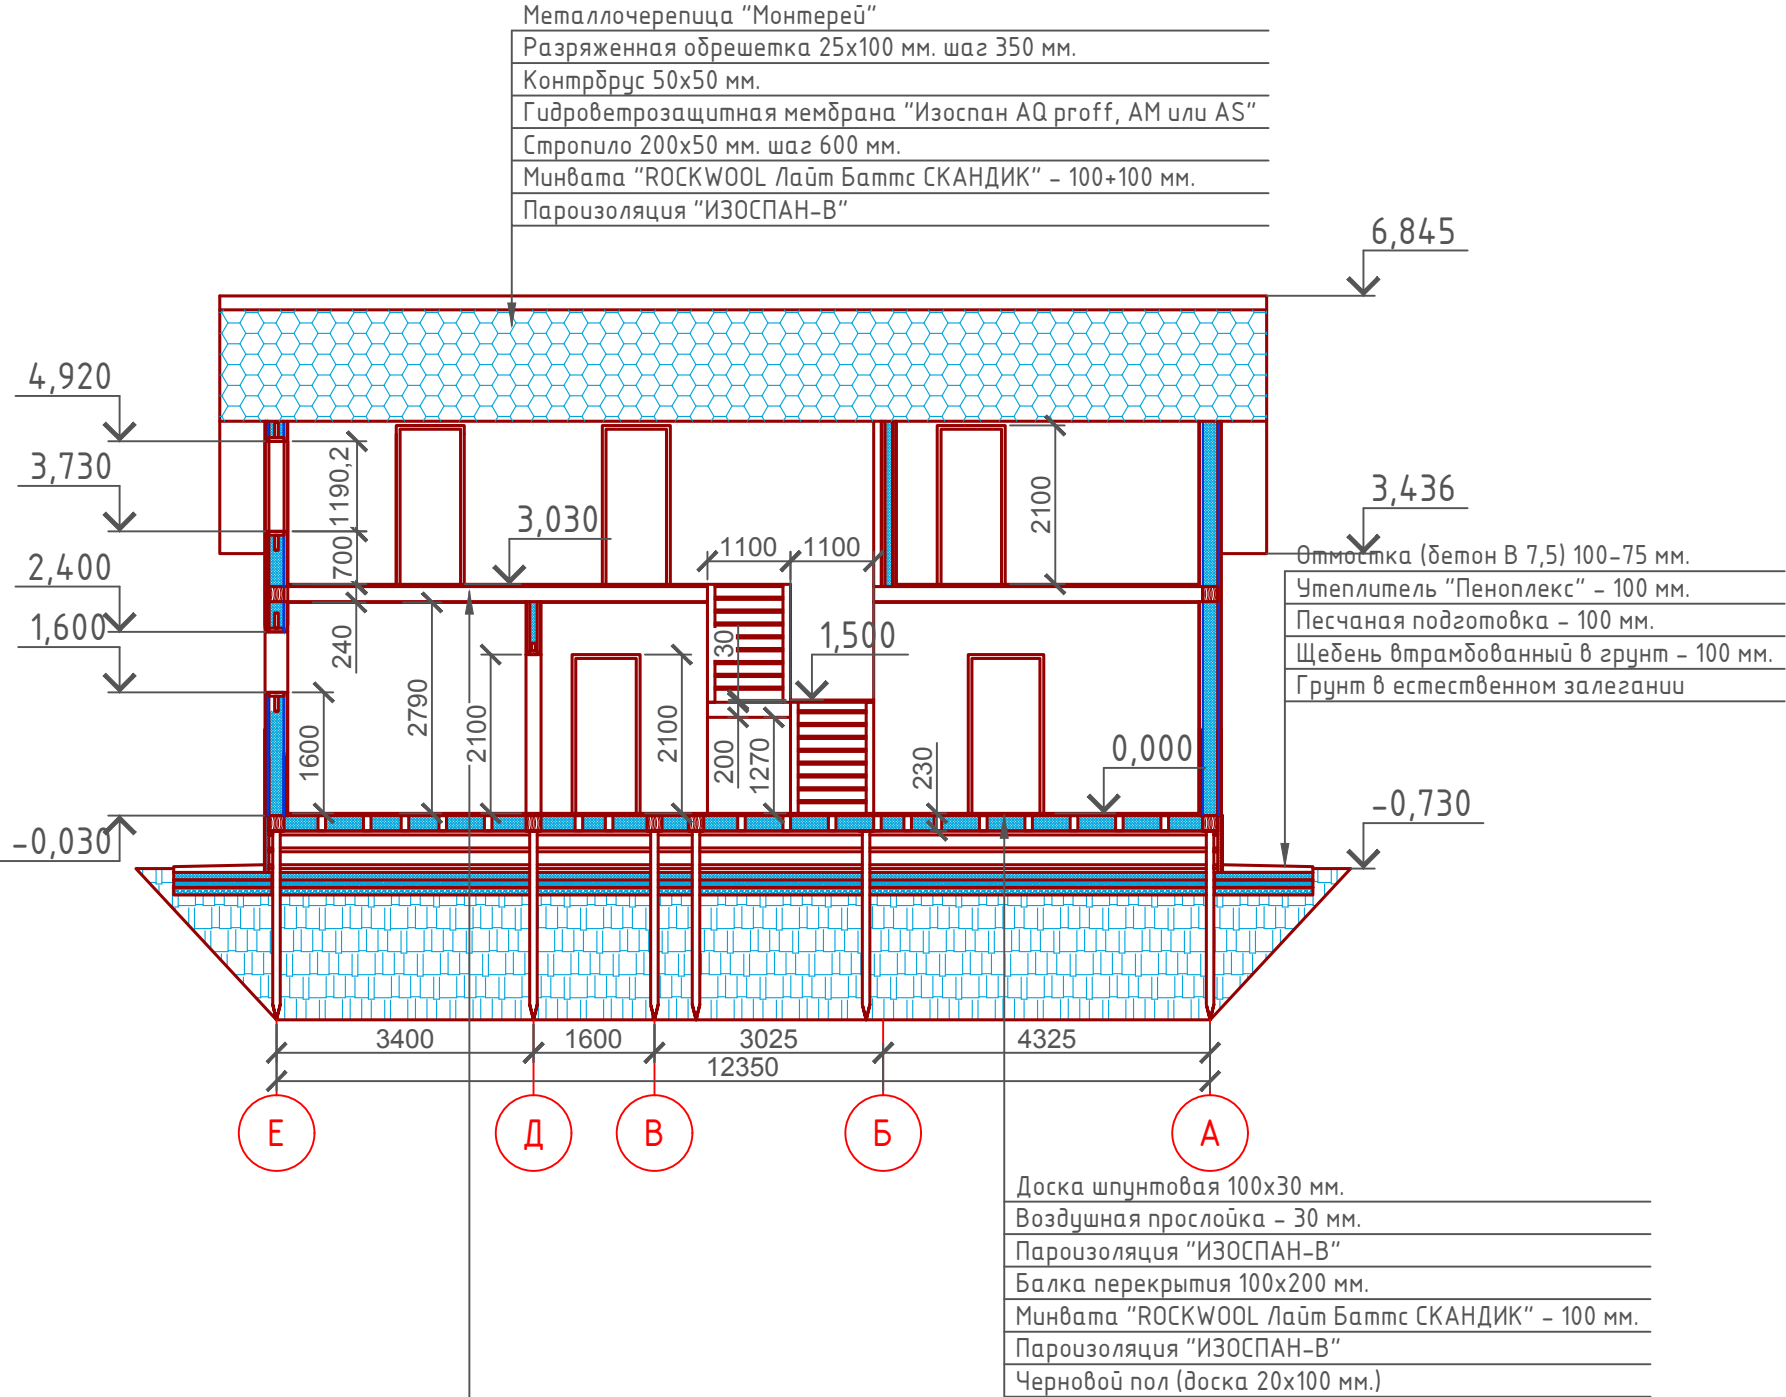 Металлочерепица "Монтерей"
Разряженная обрешетка 25х100 мм. шаг 350 мм.
Контрбрус 50х50 мм.
Гидроветрозащитная мембрана "Изоспан AQ proff, AM или AS"
Стропило 200х50 мм. шаг 600 мм.
Минвата "ROCKWOOL Лайт Баттс СКАНДИК" – 100+100 мм.
Пароизоляция "ИЗОСПАН-В"
6,845
4,920
3,730
2,400
1,600
-0,030
1190,2
700
240
1600
2790
2100
3,030
2100
1100
1100
30
200
1270
1,500
230
2100
0,000
3,436
-0,730
Отмостка (бетон В 7,5) 100-75 мм.
Утеплитель "Пеноплекс" – 100 мм.
Песчаная подготовка – 100 мм.
Щебень втрамбованный в грунт – 100 мм.
Грунт в естественном залегании
3400
1600
3025
4325
12350
Е
Д
В
Б
А
Доска шпунтовая 100х30 мм.
Воздушная прослойка – 30 мм.
Пароизоляция "ИЗОСПАН-В"
Балка перекрытия 100х200 мм.
Минвата "ROCKWOOL Лайт Баттс СКАНДИК" – 100 мм.
Пароизоляция "ИЗОСПАН-В"
Черновой пол (доска 20х100 мм.)